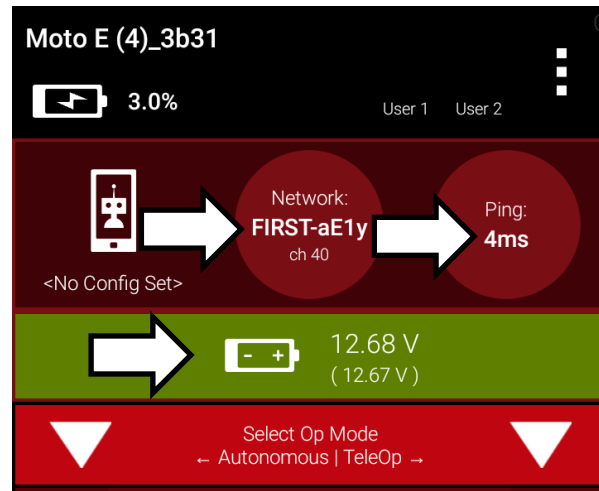 Moto E (4)_3b31
3.0%
User 1 User 2
Network:
FIRST-aE1y
ch 40
Ping:
4ms
<No Config Set>
- +
12.68 V
( 12.67 V )
Select Op Mode
← Autonomous | TeleOp →